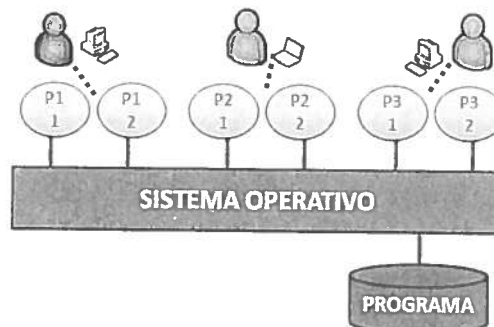 P1 P1 P2 P2 P3 P3
1 2 1 2 1 2
SISTEMA OPERATIVO
PROGRAMA